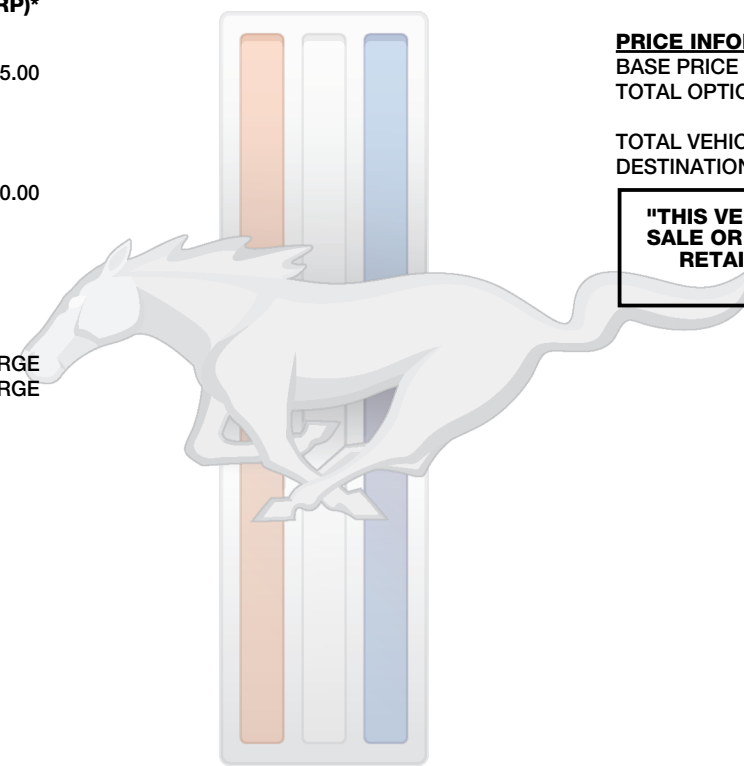 RP)*
5.00
0.00
RGE
RGE
PRICE INFO
BASE PRICE
TOTAL OPTIO
TOTAL VEHIC
DESTINATION
"THIS VE
SALE OR
RETAI